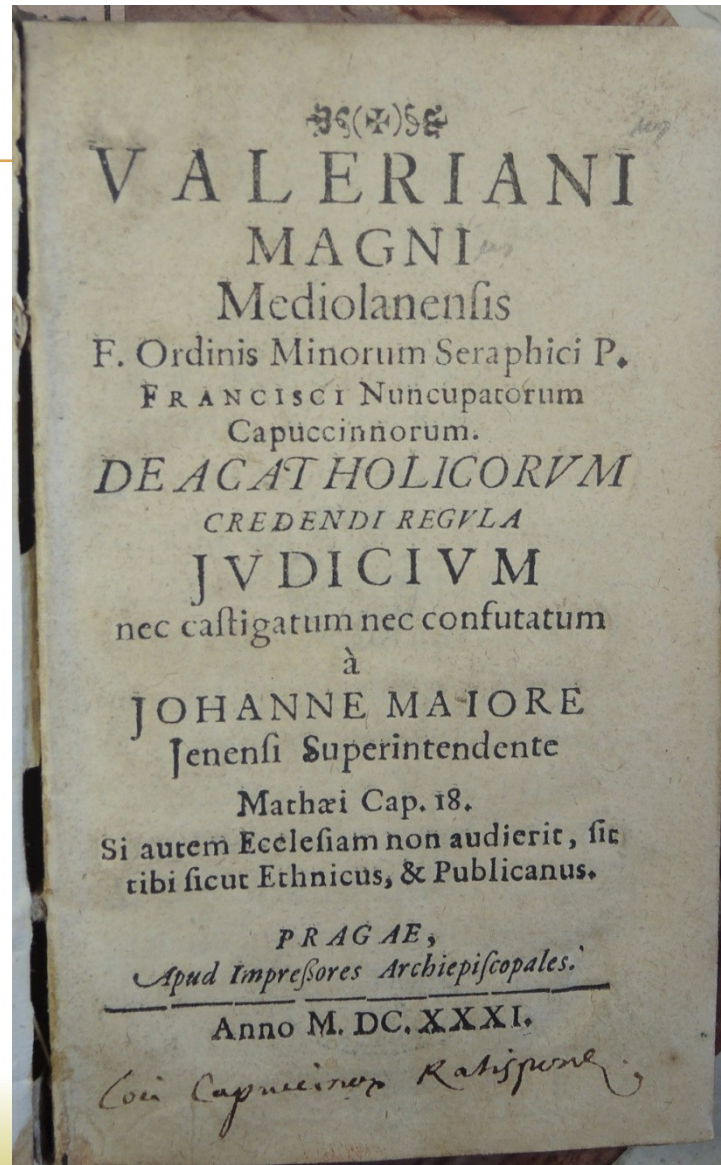 VALERIANI
MAGNI
Mediolanenſis
F. Ordinis Minorum Seraphici P.
FRANCISCI Nuncupatorum
Capuccinnorum.
DE ACATHOLICORVM
CREDENDI REGVLA
JVDICIVM
nec caſtigatum nec confutatum
à
JOHANNE MAIORE
Jenenſi Superintendente
Mathæi Cap. 18.
Si autem Eccleſiam non audierit, ſit
tibi ſicut Ethnicus, & Publicanus.
PRAGAE,
Apud Impreßores Archiepiſcopales.
Anno M. DC. XXXI.
Capuccinor Ratispone